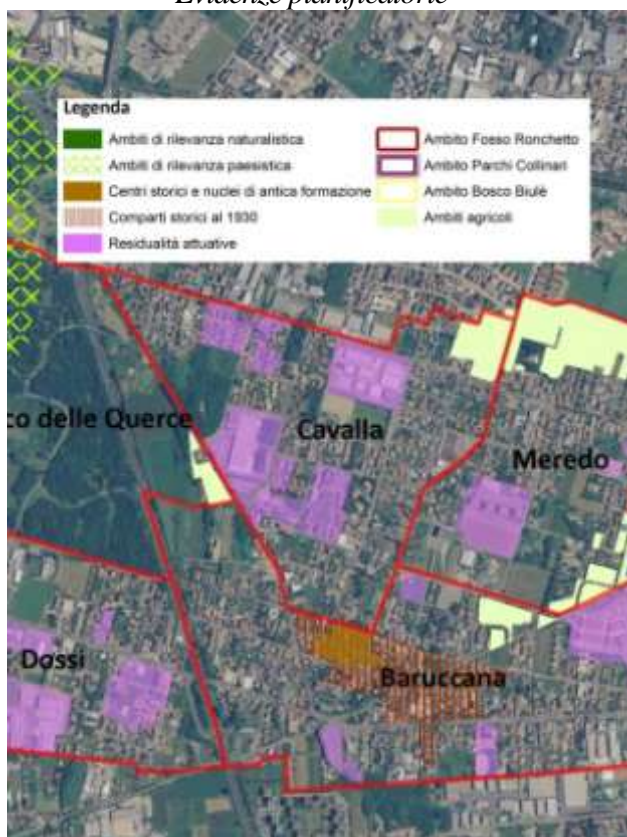 Evidenze pianificatorie
Legenda
Ambiti di rilevanza naturalistica
Ambiti di rilevanza paesistica
Centri storici e nuclei di antica formazione
Comparti storici al 1930
Residualità attuative
Ambito Fosso Ronchetto
Ambito Parchi Collinari
Ambito Bosco Biulè
Ambiti agricoli
co delle Querce
Cavalla
Meredo
Dossi
Baruccana